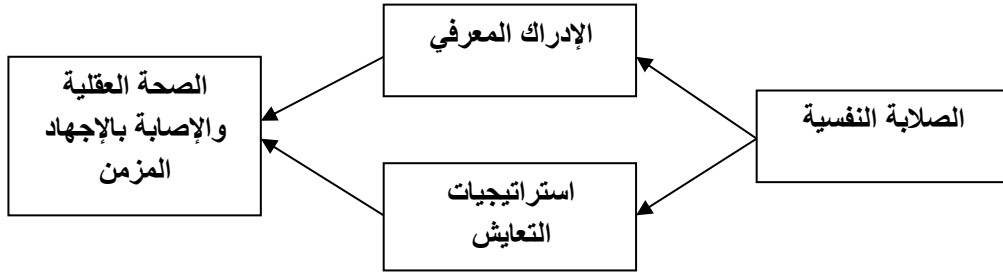 الصلابة النفسية
الإدراك المعرفي
استراتيجيات
التعايش
الصحة العقلية
والإصابة بالإجهاد
المزمن